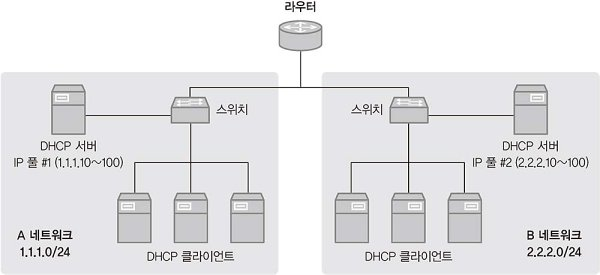 라우터
스위치
스위치
DHCP 서버
IP 풀 #1 (1.1.1.10~100)
DHCP 서버
IP 풀 #2 (2.2.2.10~100)
A 네트워크
1.1.1.0/24
DHCP 클라이언트
DHCP 클라이언트
B 네트워크
2.2.2.0/24